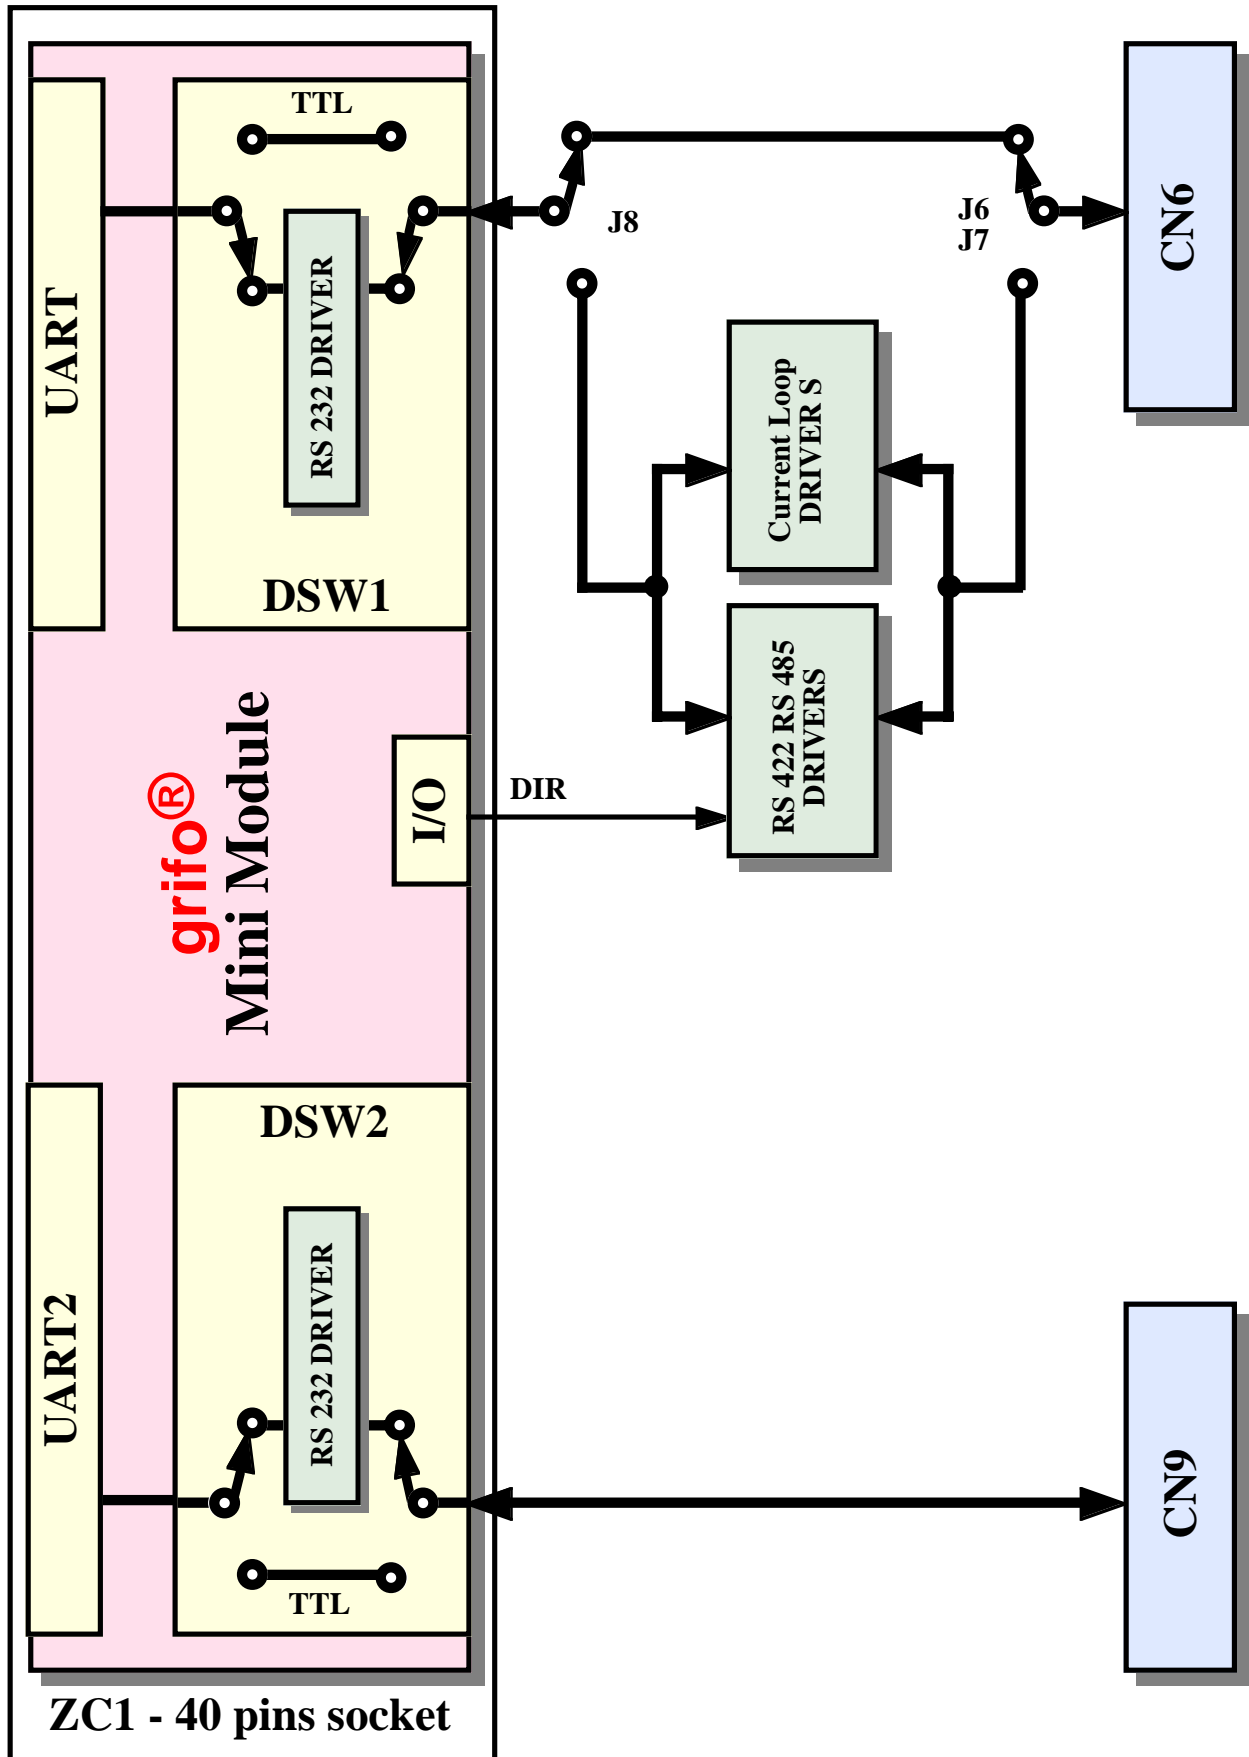 TTL
UART
RS 232 DRIVER
DSW1
J8
J6
J7
CN6
Current Loop
DRIVER S
RS 422 RS 485
DRIVERS
grifo®
Mini Module
I/O
DIR
DSW2
UART2
RS 232 DRIVER
TTL
CN9
ZC1 - 40 pins socket